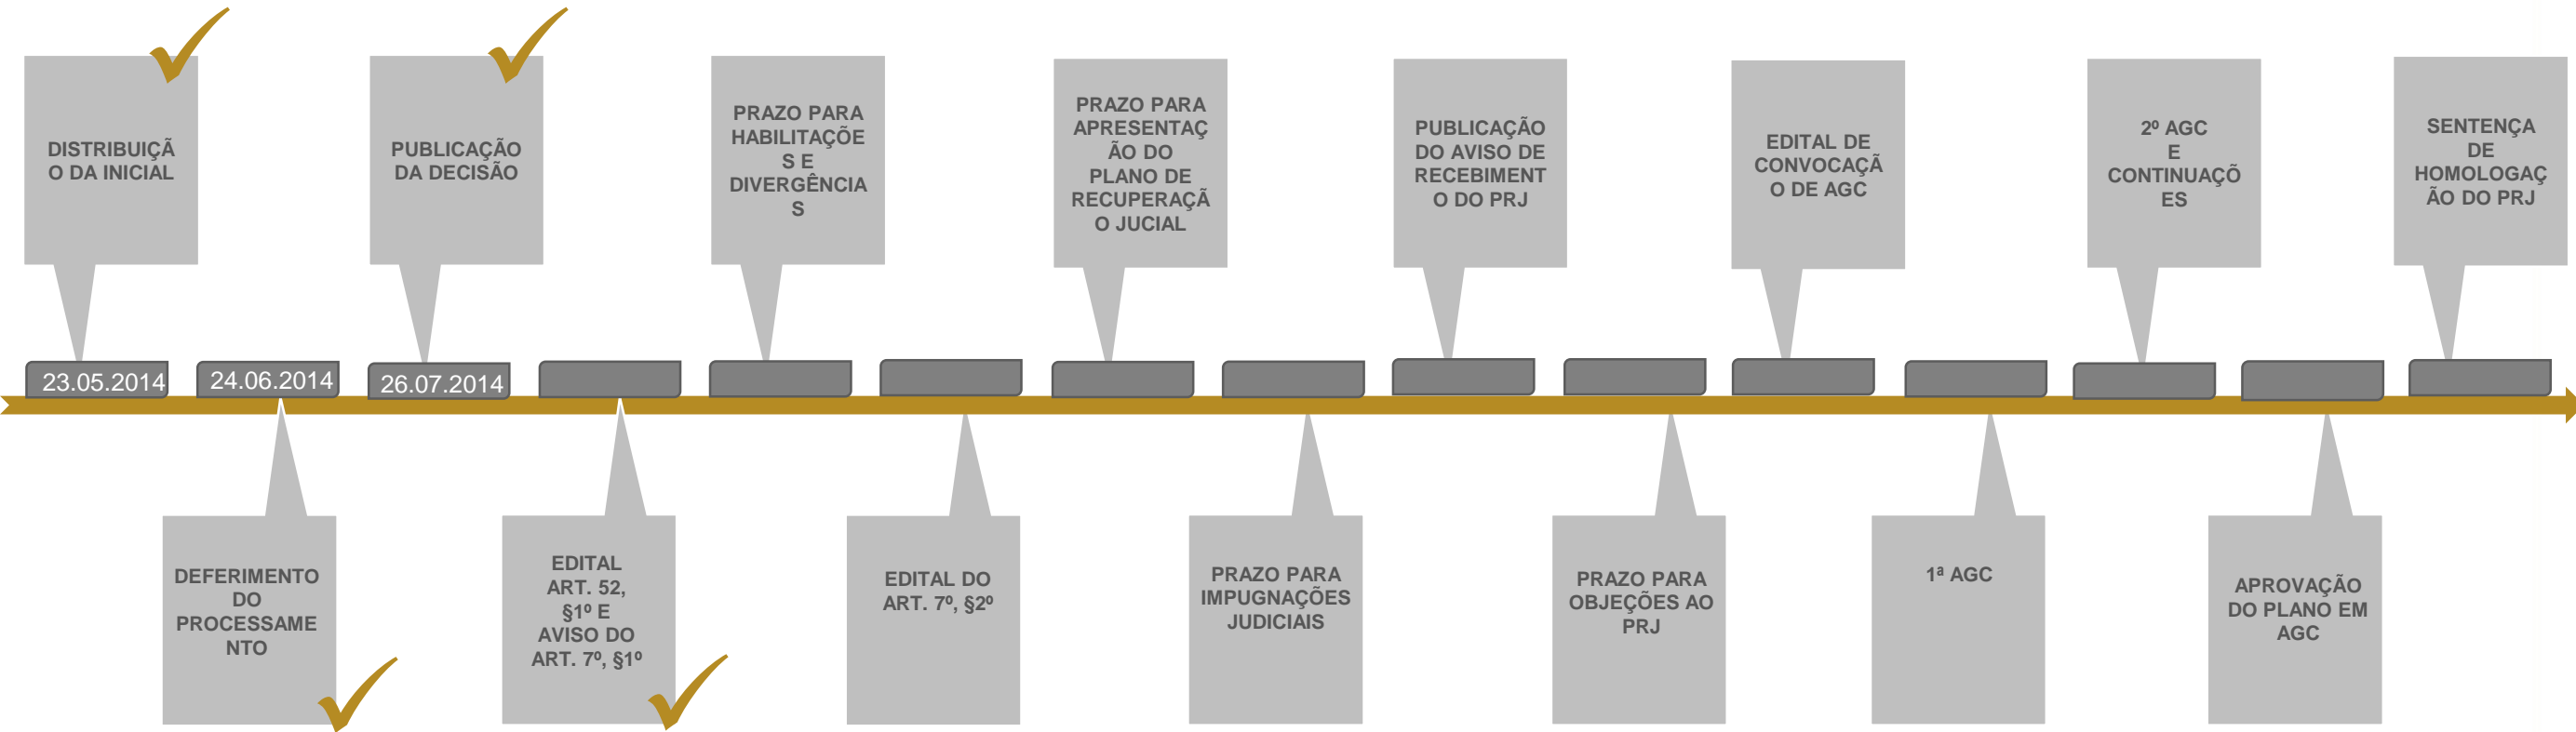 DISTRIBUIÇÃ
O DA INICIAL
PUBLICAÇÃO
DA DECISÃO
PRAZO PARA
HABILITAÇÕE
S E
DIVERGÊNCIA
S
PRAZO PARA
APRESENTAÇ
ÃO DO
PLANO DE
RECUPERAÇÃ
O JUCIAL
PUBLICAÇÃO
DO AVISO DE
RECEBIMENT
O DO PRJ
EDITAL DE
CONVOCAÇÃ
O DE AGC
2º AGC
E
CONTINUAÇÕ
ES
SENTENÇA
DE
HOMOLOGAÇ
ÃO DO PRJ
23.05.2014
24.06.2014
26.07.2014
DEFERIMENTO
DO
PROCESSAME
NTO
EDITAL
ART. 52,
§1º E
AVISO DO
ART. 7º, §1º
EDITAL DO
ART. 7º, §2º
PRAZO PARA
IMPUGNAÇÕES
JUDICIAIS
PRAZO PARA
OBJEÇÕES AO
PRJ
1ª AGC
APROVAÇÃO
DO PLANO EM
AGC